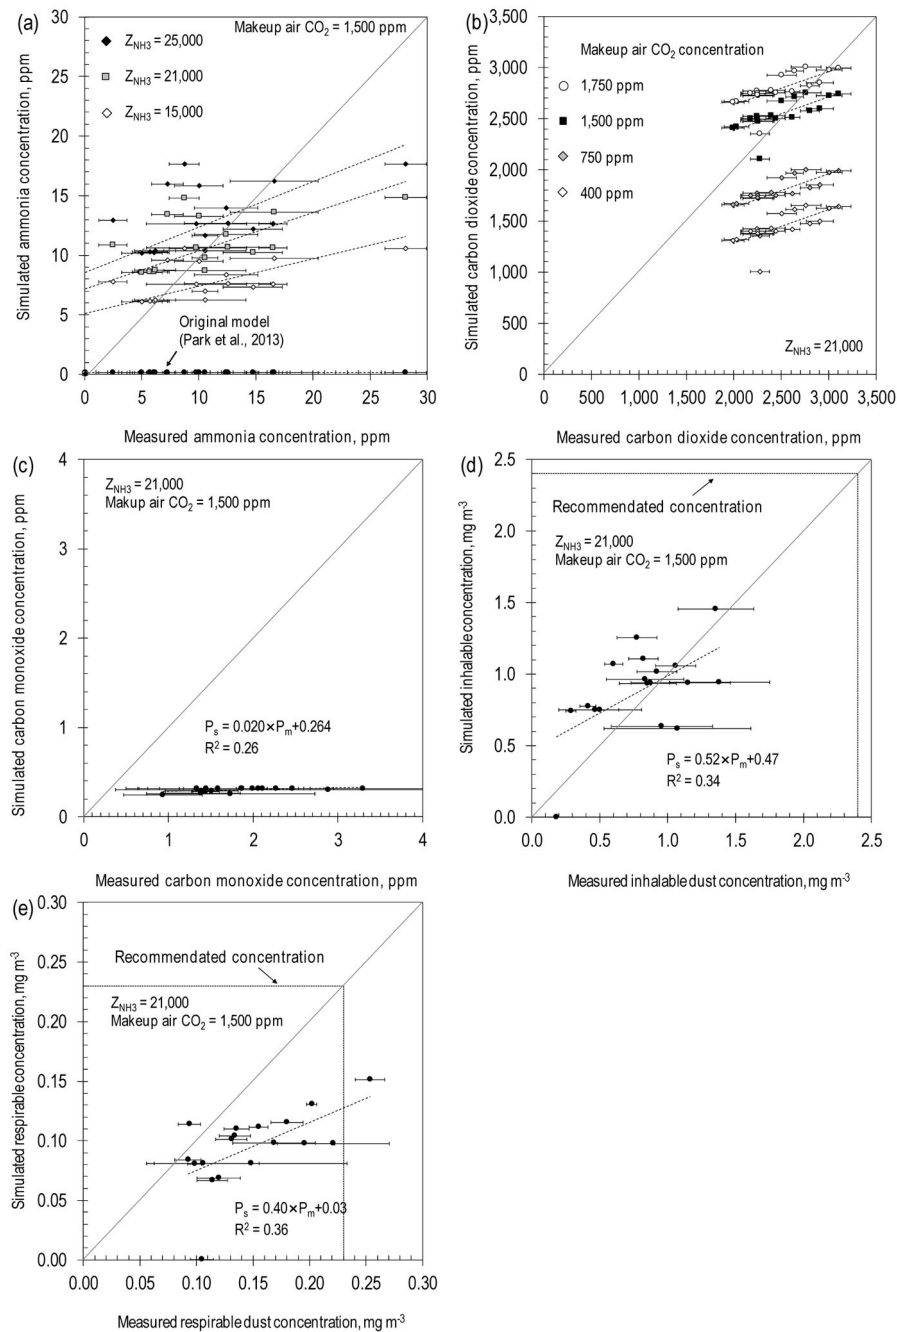 (a)
30
25
20
15
10
5
0
Simulated ammonia concentration, ppm
Makeup air CO2 = 1,500 ppm
ZNH3 = 25,000
ZNH3 = 21,000
ZNH3 = 15,000
Original model
(Park et al., 2013)
0 5 10 15 20 25 30
Measured ammonia concentration, ppm
(b)
3,500
3,000
2,500
2,000
1,500
1,000
500
0
Simulated carbon dioxide concentration, ppm
Makeup air CO2 concentration
1,750 ppm
1,500 ppm
750 ppm
400 ppm
ZNH3 = 21,000
0 500 1,000 1,500 2,000 2,500 3,000 3,500
Measured carbon dioxide concentration, ppm
(c)
4
3
2
1
0
Simulated carbon monoxide concentration, ppm
ZNH3 = 21,000
Makup air CO2 = 1,500 ppm
Ps = 0.020×Pm+0.264
R2 = 0.26
0 1 2 3 4
Measured carbon monoxide concentration, ppm
(d)
2.5
2.0
1.5
1.0
0.5
0.0
Simulated inhalable concentration, mg m-3
Recommendated concentration
ZNH3 = 21,000
Makeup air CO2 = 1,500 ppm
Ps = 0.52×Pm+0.47
R2 = 0.34
0.0 0.5 1.0 1.5 2.0 2.5
Measured inhalable dust concentration, mg m-3
(e)
0.30
0.25
0.20
0.15
0.10
0.05
0.00
Simulated respirable concentration, mg m-3
Recommendated concentration
ZNH3 = 21,000
Makeup air CO2 = 1,500 ppm
Ps = 0.40×Pm+0.03
R2 = 0.36
0.00 0.05 0.10 0.15 0.20 0.25 0.30
Measured respirable dust concentration, mg m-3